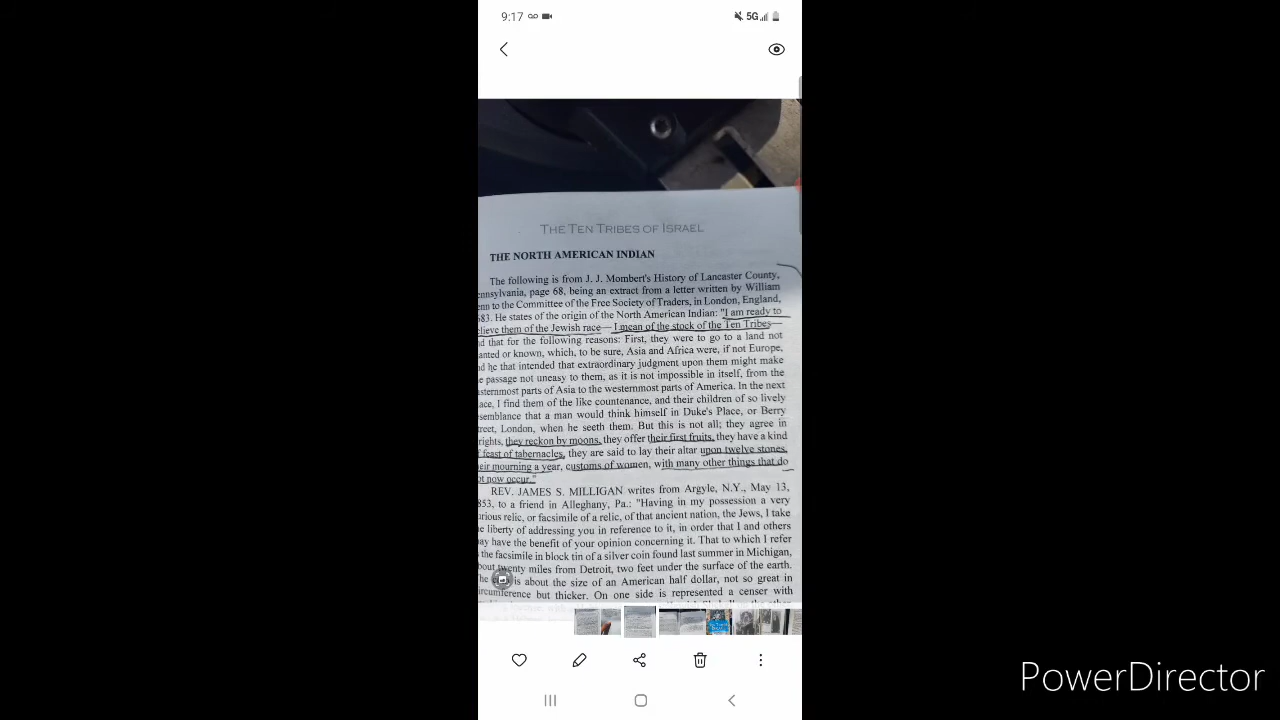 9:17
5G
THE TEN TRIBES OF ISRAEL
THE NORTH AMERICAN INDIAN
The following is from J. J. Mombert's History of Lancaster County,
ennsylvania, page 68, being an extract from a letter written by William
enn to the Committee of the Free Society of Traders, in London, England,
683. He states of the origin of the North American Indian: "I am ready to
elieve them of the Jewish race— I mean of the stock of the Ten Tribes—
nd that for the following reasons: First, they were to go to a land not
anted or known, which, to be sure, Asia and Africa were, if not Europe,
nd he that intended that extraordinary judgment upon them might make
e passage not uneasy to them, as it is not impossible in itself, from the
asternmost parts of Asia to the westernmost parts of America. In the next
ace, I find them of the like countenance, and their children of so lively
semblance that a man would think himself in Duke's Place, or Berry
treet, London, when he seeth them. But this is not all; they agree in
rights, they reckon by moons, they offer their first fruits, they have a kind
f feast of tabernacles, they are said to lay their altar upon twelve stones,
eir mourning a year, customs of women, with many other things that do
ot now occur."
REV. JAMES S. MILLIGAN writes from Argyle, N.Y., May 13,
853, to a friend in Alleghany, Pa.: "Having in my possession a very
urious relic, or facsimile of a relic, of that ancient nation, the Jews, I take
e liberty of addressing you in reference to it, in order that I and others
ay have the benefit of your opinion concerning it. That to which I refer
the facsimile in block tin of a silver coin found last summer in Michigan,
bout twenty miles from Detroit, two feet under the surface of the earth.
he is about the size of an American half dollar, not so great in
ircumference but thicker. On one side is represented a censer with
PowerDirector